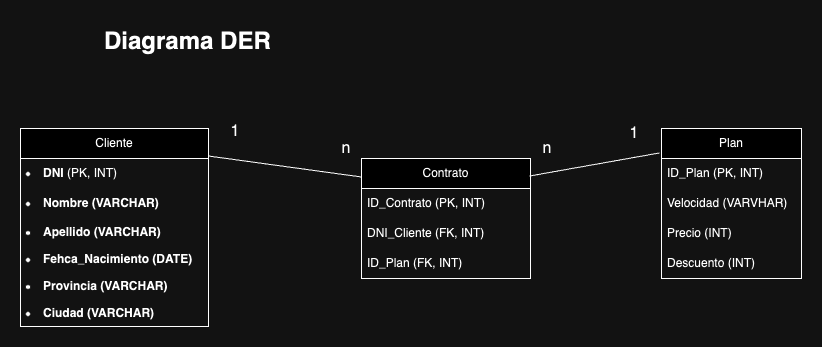 Diagrama DER
1
n
n
1
Cliente
• DNI (PK, INT)
• Nombre (VARCHAR)
• Apellido (VARCHAR)
• Fehca_Nacimiento (DATE)
• Provincia (VARCHAR)
• Ciudad (VARCHAR)
Contrato
ID_Contrato (PK, INT)
DNI_Cliente (FK, INT)
ID_Plan (FK, INT)
Plan
ID_Plan (PK, INT)
Velocidad (VARVHAR)
Precio (INT)
Descuento (INT)